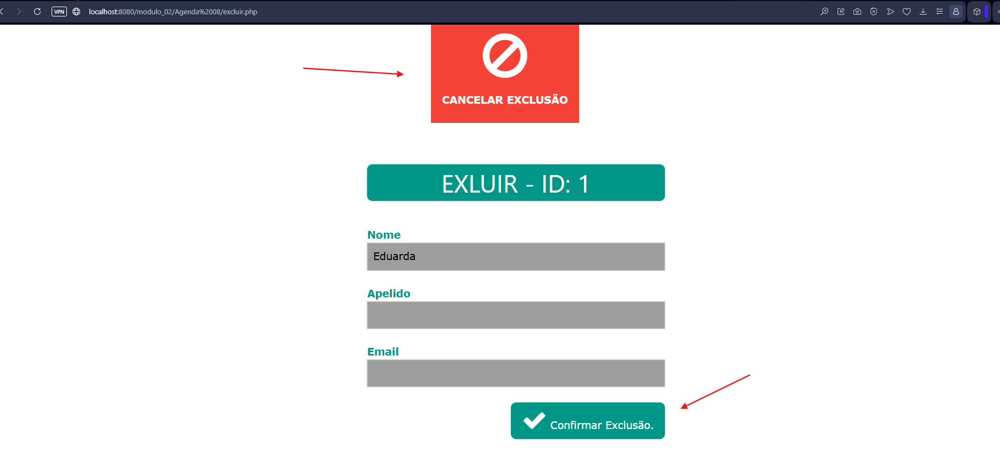 VPN localhost:8080/modulo_02/Agenda%2008/excluir.php
CANCELAR EXCLUSÃO
EXLUIR - ID: 1
Nome
Eduarda
Apelido
Email
Confirmar Exclusão.